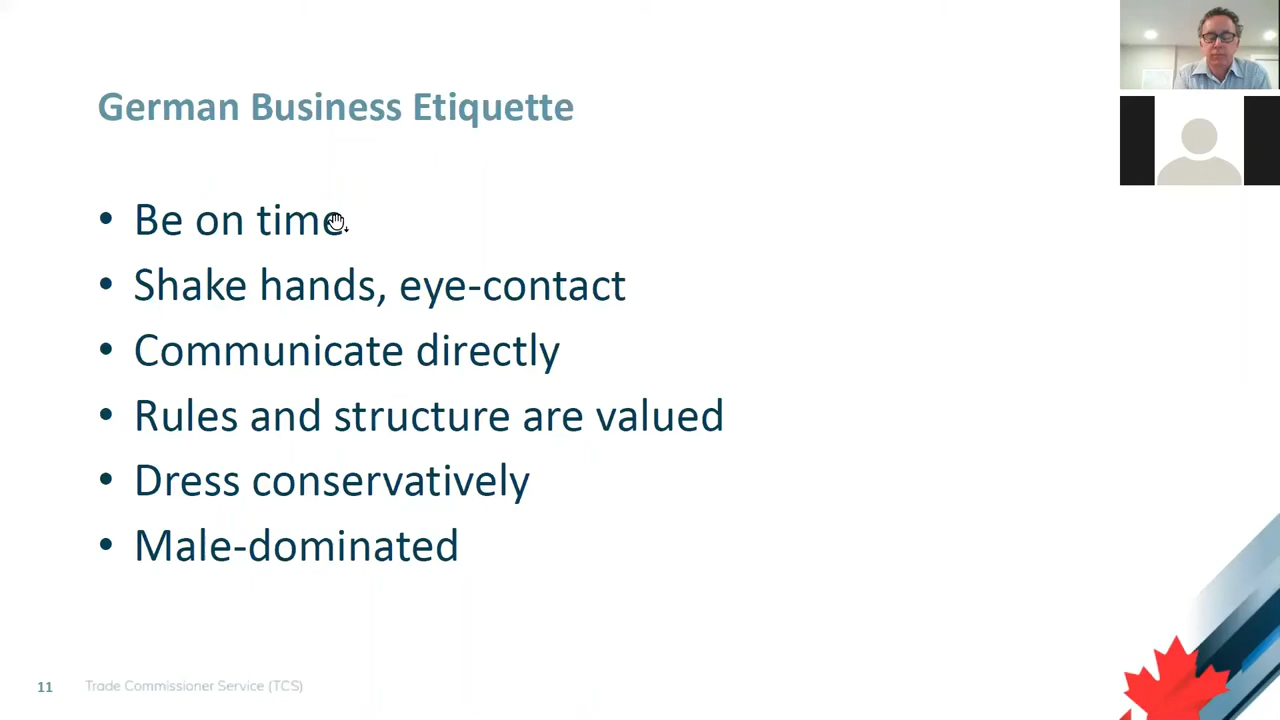 German Business Etiquette
• Be on time
• Shake hands, eye-contact
• Communicate directly
• Rules and structure are valued
• Dress conservatively
• Male-dominated
11 Trade Commissioner Service (TCS)